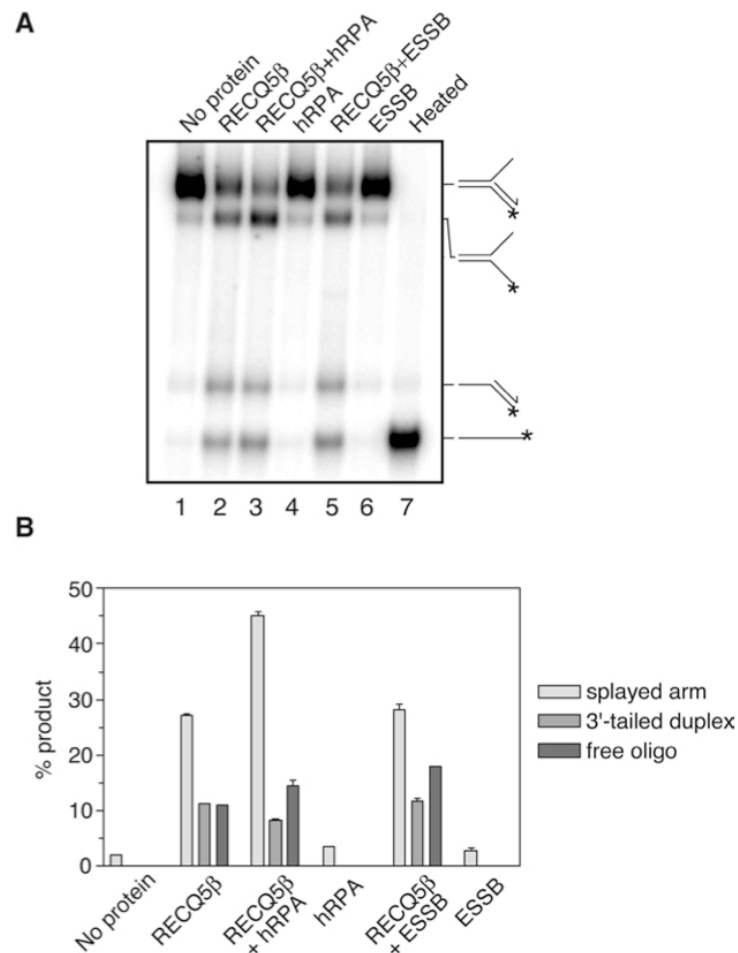 A
No protein
RECQ5β
RECQ5β+hRPA
hRPA
RECQ5β+ESSB
ESSB
Heated
*
*
*
*
1 2 3 4 5 6 7
B
50
40
30
20
10
0
% product
splayed arm
3'-tailed duplex
free oligo
No protein
RECQ5β
RECQ5β
+ hRPA
hRPA
RECQ5β
+ ESSB
ESSB